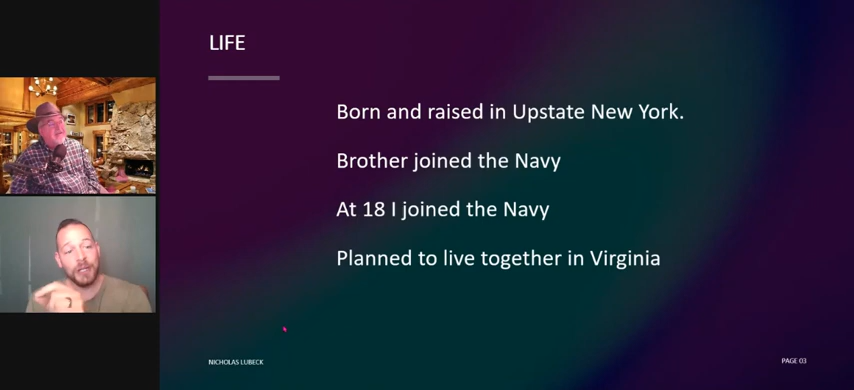 LIFE
Born and raised in Upstate New York.
Brother joined the Navy
At 18 I joined the Navy
Planned to live together in Virginia
NICHOLAS LUBECK
PAGE 03